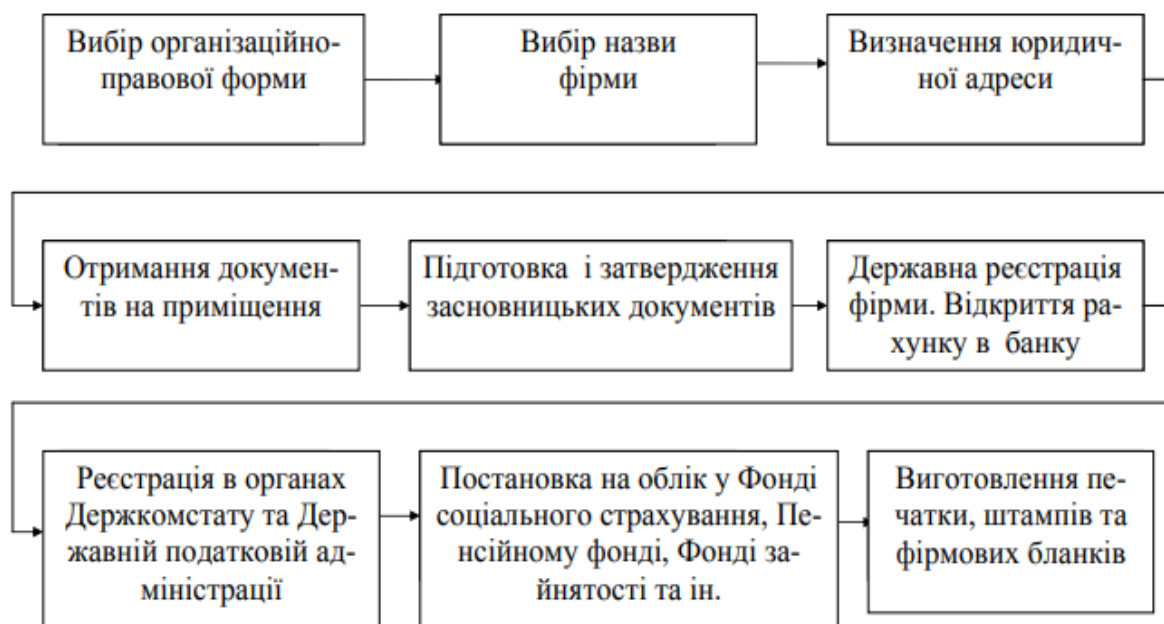 Вибір організаційно-
правової форми
Вибір назви
фірми
Визначення юридич-
ної адреси
Отримання докумен-
тів на приміщення
Підготовка і затвердження
засновницьких документів
Державна реєстрація
фірми. Відкриття ра-
хунку в банку
Реєстрація в органах
Держкомстату та Дер-
жавній податковій ад-
міністрації
Постановка на облік у Фонді
соціального страхування, Пе-
нсійному фонді, Фонді за-
йнятості та ін.
Виготовлення пе-
чатки, штампів та
фірмових бланків